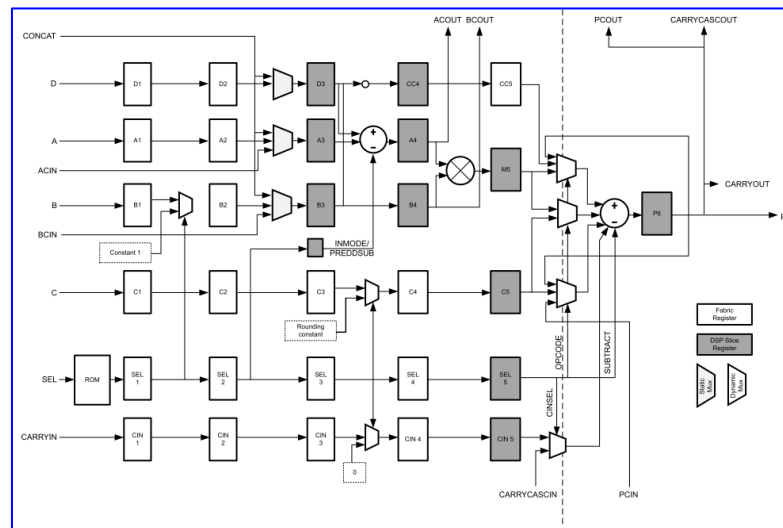 ACOUT BCOUT
PCOUT
CARRYCASCOUT
CONCAT
D
D1
D2
D3
CC4
CC5
A
A1
A2
A3
+
-
A4
ACIN
M5
CARRYOUT
B
B1
B2
B3
B4
+
-
P6
P
BCIN
Constant 1
INMODE/
PREDDSUB
C
C1
C2
C3
C4
C5
Rounding
constant
OPCODE
SUBTRACT
Fabric
Register
DSP Slice
Register
SEL
ROM
SEL
1
SEL
2
SEL
3
SEL
4
SEL
5
Static
Mux
Dynamic
Mux
CINSEL
CARRYIN
CIN
1
CIN
2
CIN
3
CIN 4
CIN 5
0
CARRYCASCIN
PCIN